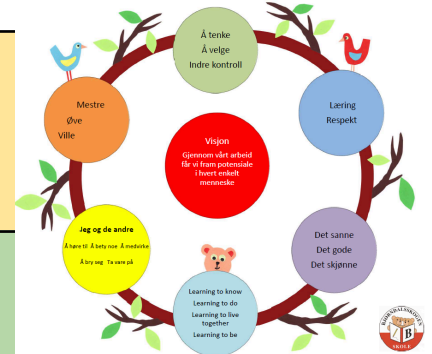 Å tenke
Å velge
Indre kontroll
Mestre
Øve
Ville
Læring
Respekt
Visjon
Gjennom vårt arbeid
får vi fram potensiale
i hvert enkelt
menneske
Jeg og de andre
Å høre til Å bety noe Å medvirke
Å bry seg Ta vare på
Det sanne
Det gode
Det skjønne
Learning to know
Learning to do
Learning to live
together
Learning to be
BJØRNDALSSKOGEN
B
SKOLE